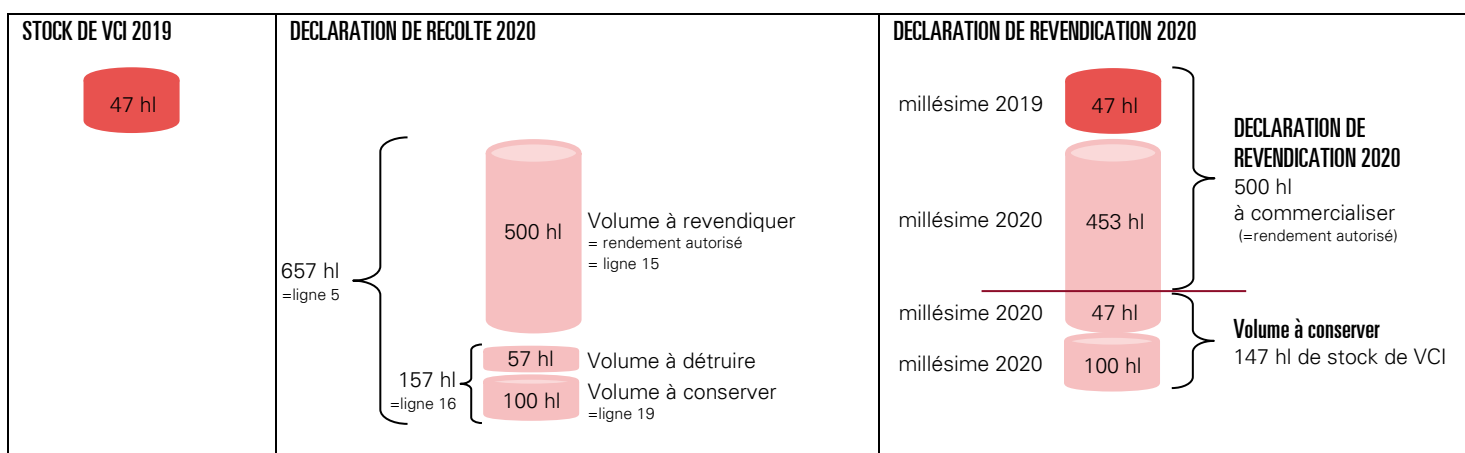 STOCK DE VCI 2019
47 hl
DECLARATION DE RECOLTE 2020
657 hl
=ligne 5
500 hl
Volume à revendiquer
= rendement autorisé
= ligne 15
157 hl
=ligne 16
57 hl
Volume à détruire
100 hl
Volume à conserver
=ligne 19
DECLARATION DE REVENDICATION 2020
millésime 2019
47 hl
millésime 2020
453 hl
DECLARATION DE
REVENDICATION 2020
500 hl
à commercialiser
(=rendement autorisé)
millésime 2020
47 hl
millésime 2020
100 hl
Volume à conserver
147 hl de stock de VCI